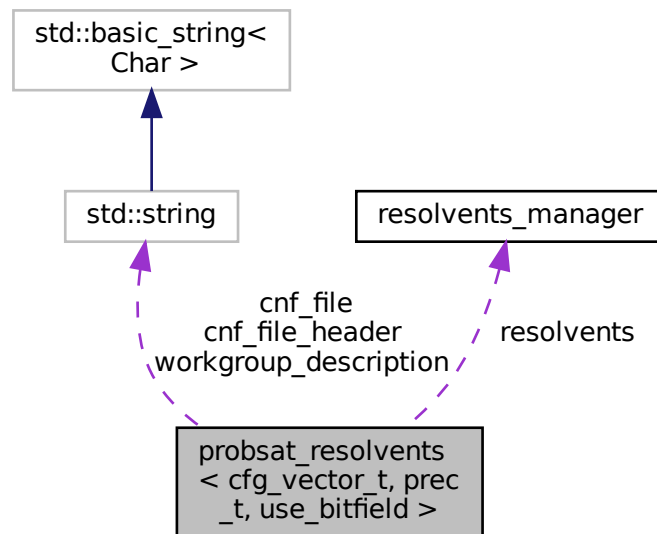 std::basic_string<
Char >
std::string
resolvents_manager
cnf_file
cnf_file_header
workgroup_description
resolvents
probsat_resolvents
< cfg_vector_t, prec
_t, use_bitfield >